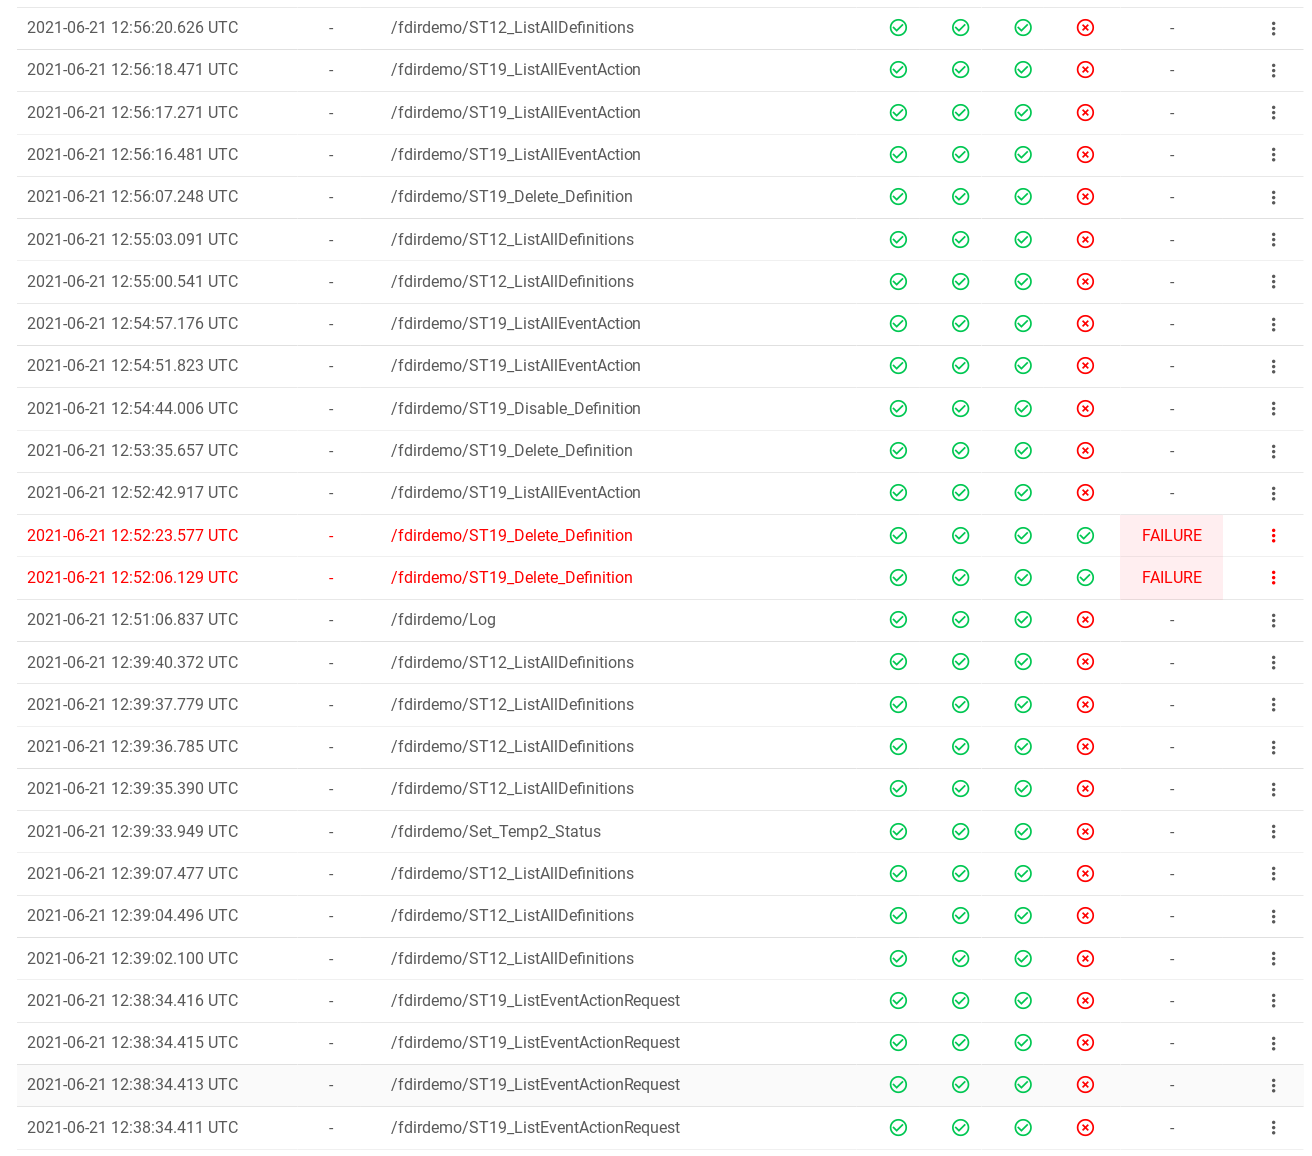 2021-06-21 12:56:20.626 UTC - /fdirdemo/ST12_ListAllDefinitions -
2021-06-21 12:56:18.471 UTC - /fdirdemo/ST19_ListAllEventAction -
2021-06-21 12:56:17.271 UTC - /fdirdemo/ST19_ListAllEventAction -
2021-06-21 12:56:16.481 UTC - /fdirdemo/ST19_ListAllEventAction -
2021-06-21 12:56:07.248 UTC - /fdirdemo/ST19_Delete_Definition -
2021-06-21 12:55:03.091 UTC - /fdirdemo/ST12_ListAllDefinitions -
2021-06-21 12:55:00.541 UTC - /fdirdemo/ST12_ListAllDefinitions -
2021-06-21 12:54:57.176 UTC - /fdirdemo/ST19_ListAllEventAction -
2021-06-21 12:54:51.823 UTC - /fdirdemo/ST19_ListAllEventAction -
2021-06-21 12:54:44.006 UTC - /fdirdemo/ST19_Disable_Definition -
2021-06-21 12:53:35.657 UTC - /fdirdemo/ST19_Delete_Definition -
2021-06-21 12:52:42.917 UTC - /fdirdemo/ST19_ListAllEventAction -
2021-06-21 12:52:23.577 UTC - /fdirdemo/ST19_Delete_Definition FAILURE
2021-06-21 12:52:06.129 UTC - /fdirdemo/ST19_Delete_Definition FAILURE
2021-06-21 12:51:06.837 UTC - /fdirdemo/Log -
2021-06-21 12:39:40.372 UTC - /fdirdemo/ST12_ListAllDefinitions -
2021-06-21 12:39:37.779 UTC - /fdirdemo/ST12_ListAllDefinitions -
2021-06-21 12:39:36.785 UTC - /fdirdemo/ST12_ListAllDefinitions -
2021-06-21 12:39:35.390 UTC - /fdirdemo/ST12_ListAllDefinitions -
2021-06-21 12:39:33.949 UTC - /fdirdemo/Set_Temp2_Status -
2021-06-21 12:39:07.477 UTC - /fdirdemo/ST12_ListAllDefinitions -
2021-06-21 12:39:04.496 UTC - /fdirdemo/ST12_ListAllDefinitions -
2021-06-21 12:39:02.100 UTC - /fdirdemo/ST12_ListAllDefinitions -
2021-06-21 12:38:34.416 UTC - /fdirdemo/ST19_ListEventActionRequest -
2021-06-21 12:38:34.415 UTC - /fdirdemo/ST19_ListEventActionRequest -
2021-06-21 12:38:34.413 UTC - /fdirdemo/ST19_ListEventActionRequest -
2021-06-21 12:38:34.411 UTC - /fdirdemo/ST19_ListEventActionRequest -